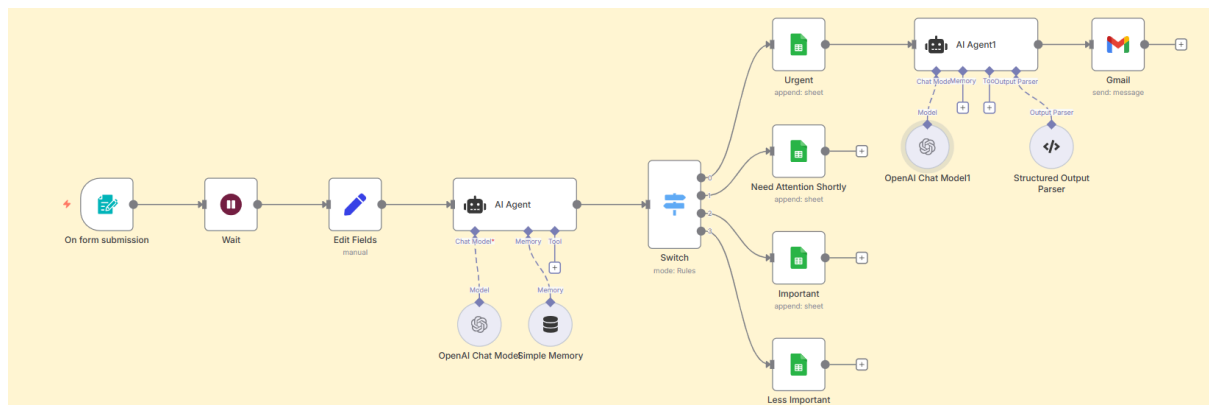 On form submission
Wait
Edit Fields
manual
AI Agent
Chat Model*
Memory
Tool
Model
Memory
OpenAI Chat Model
Simple Memory
Switch
mode: Rules
0
1
2
3
Urgent
append: sheet
Need Attention Shortly
append: sheet
Important
append: sheet
Less Important
AI Agent1
Chat Model
Memory
Tool
Output Parser
Model
Output Parser
OpenAI Chat Model1
Structured Output
Parser
Gmail
send: message